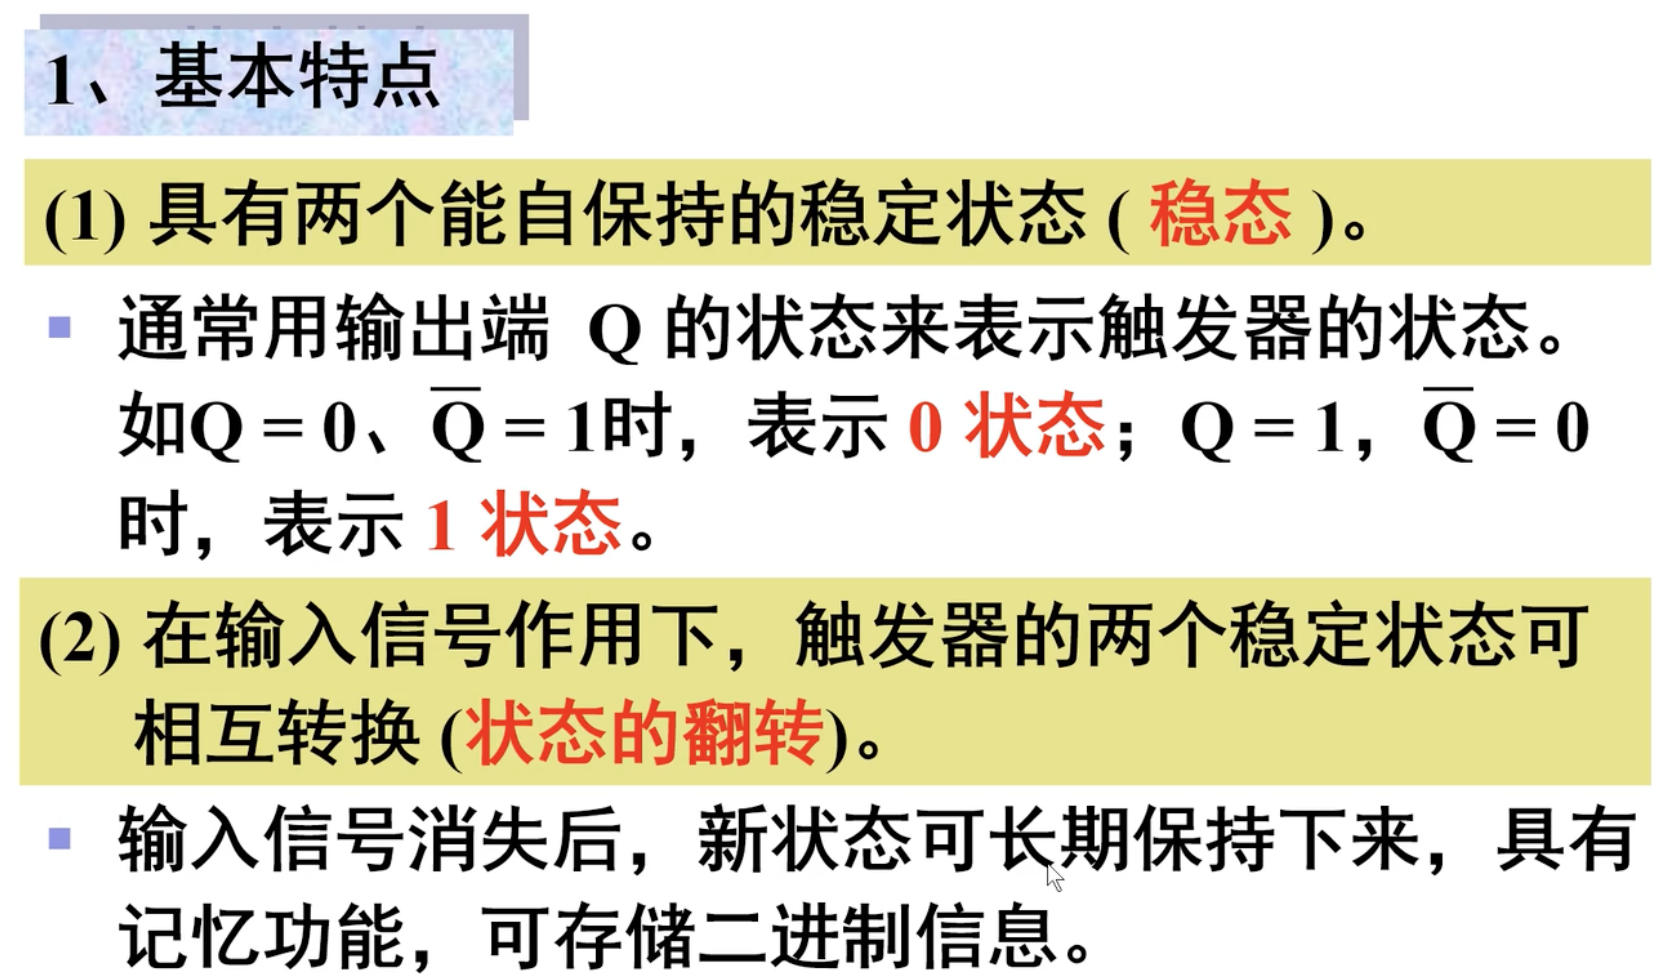 1、基本特点
(1) 具有两个能自保持的稳定状态 ( 稳态 )。
通常用输出端 Q 的状态来表示触发器的状态。
如Q = 0、Q̅ = 1时，表示 0 状态；Q = 1，Q̅ = 0
时，表示 1 状态。
(2) 在输入信号作用下，触发器的两个稳定状态可
相互转换 (状态的翻转)。
输入信号消失后，新状态可长期保持下来，具有
记忆功能，可存储二进制信息。